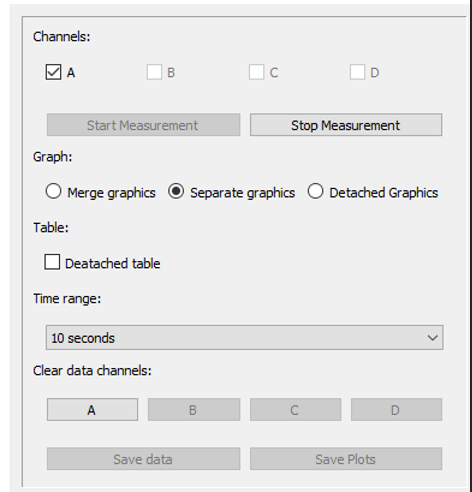 Channels:
A B C D
Start Measurement Stop Measurement
Graph:
Merge graphics Separate graphics Detached Graphics
Table:
Deatached table
Time range:
10 seconds
Clear data channels:
A B C D
Save data Save Plots